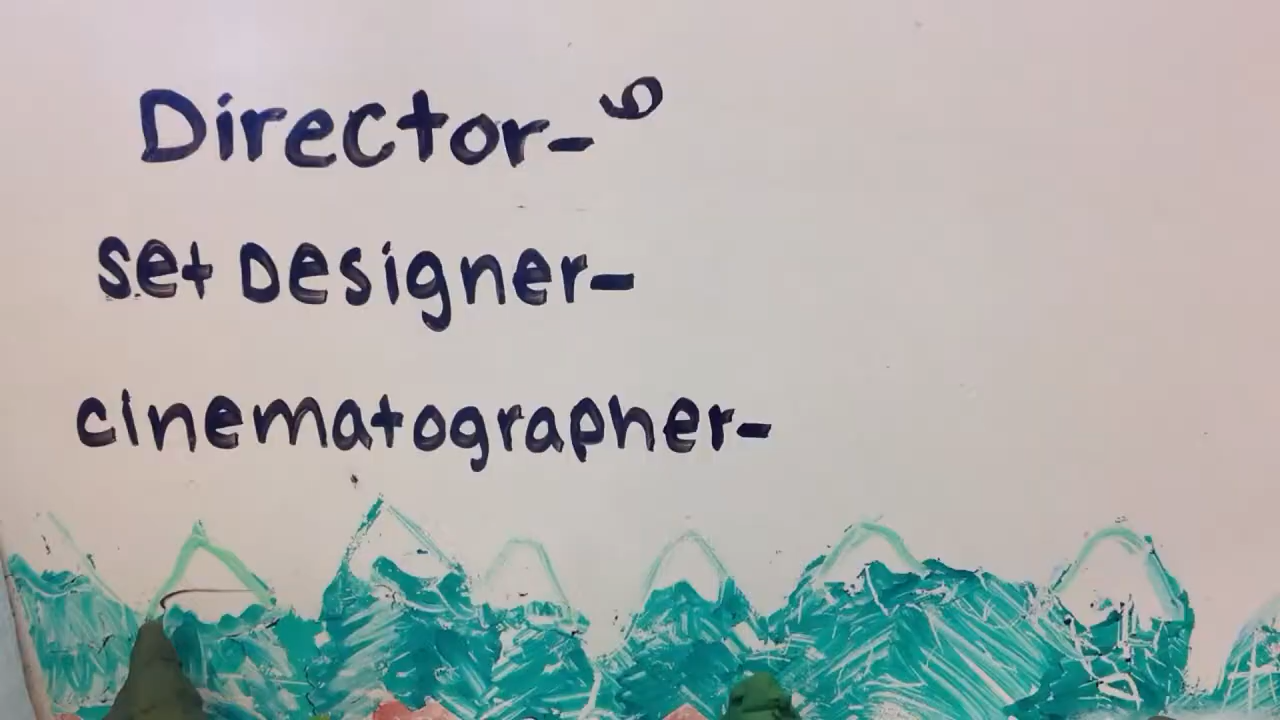 Director-
Set Designer-
cinematographer-